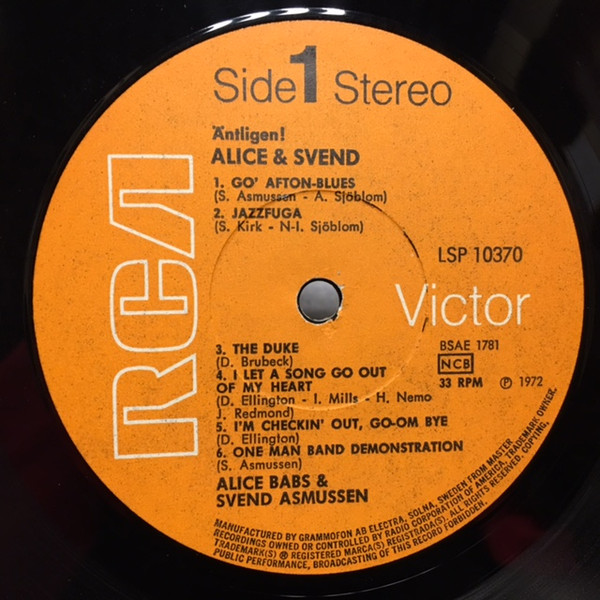 Side 1 Stereo
Äntligen!
ALICE & SVEND
1. GO' AFTON-BLUES
(S. Asmussen - A. Sjöblom)
2. JAZZFUGA
(S. Kirk - N-I. Sjöblom)
RCA
LSP 10370
Victor
BSAE 1781
NCB
33 RPM Ⓟ 1972
3. THE DUKE
(D. Brubeck)
4. I LET A SONG GO OUT
OF MY HEART
(D. Ellington - I. Mills - H. Nemo
J. Redmond)
5. I'M CHECKIN' OUT, GO-OM BYE
(D. Ellington)
6. ONE MAN BAND DEMONSTRATION
(S. Asmussen)
ALICE BABS &
SVEND ASMUSSEN
MANUFACTURED BY GRAMMOFON AB ELECTRA, SOLNA, SWEDEN FROM MASTER
RECORDINGS OWNED OR CONTROLLED BY RADIO CORPORATION OF AMERICA, TRADEMARK OWNER.
TRADEMARK(S) ® REGISTERED MARCA(S) REGISTRADA(S). ALL RIGHTS RESERVED. COPYING,
PUBLIC PERFORMANCE, BROADCASTING OF THIS RECORD FORBIDDEN.